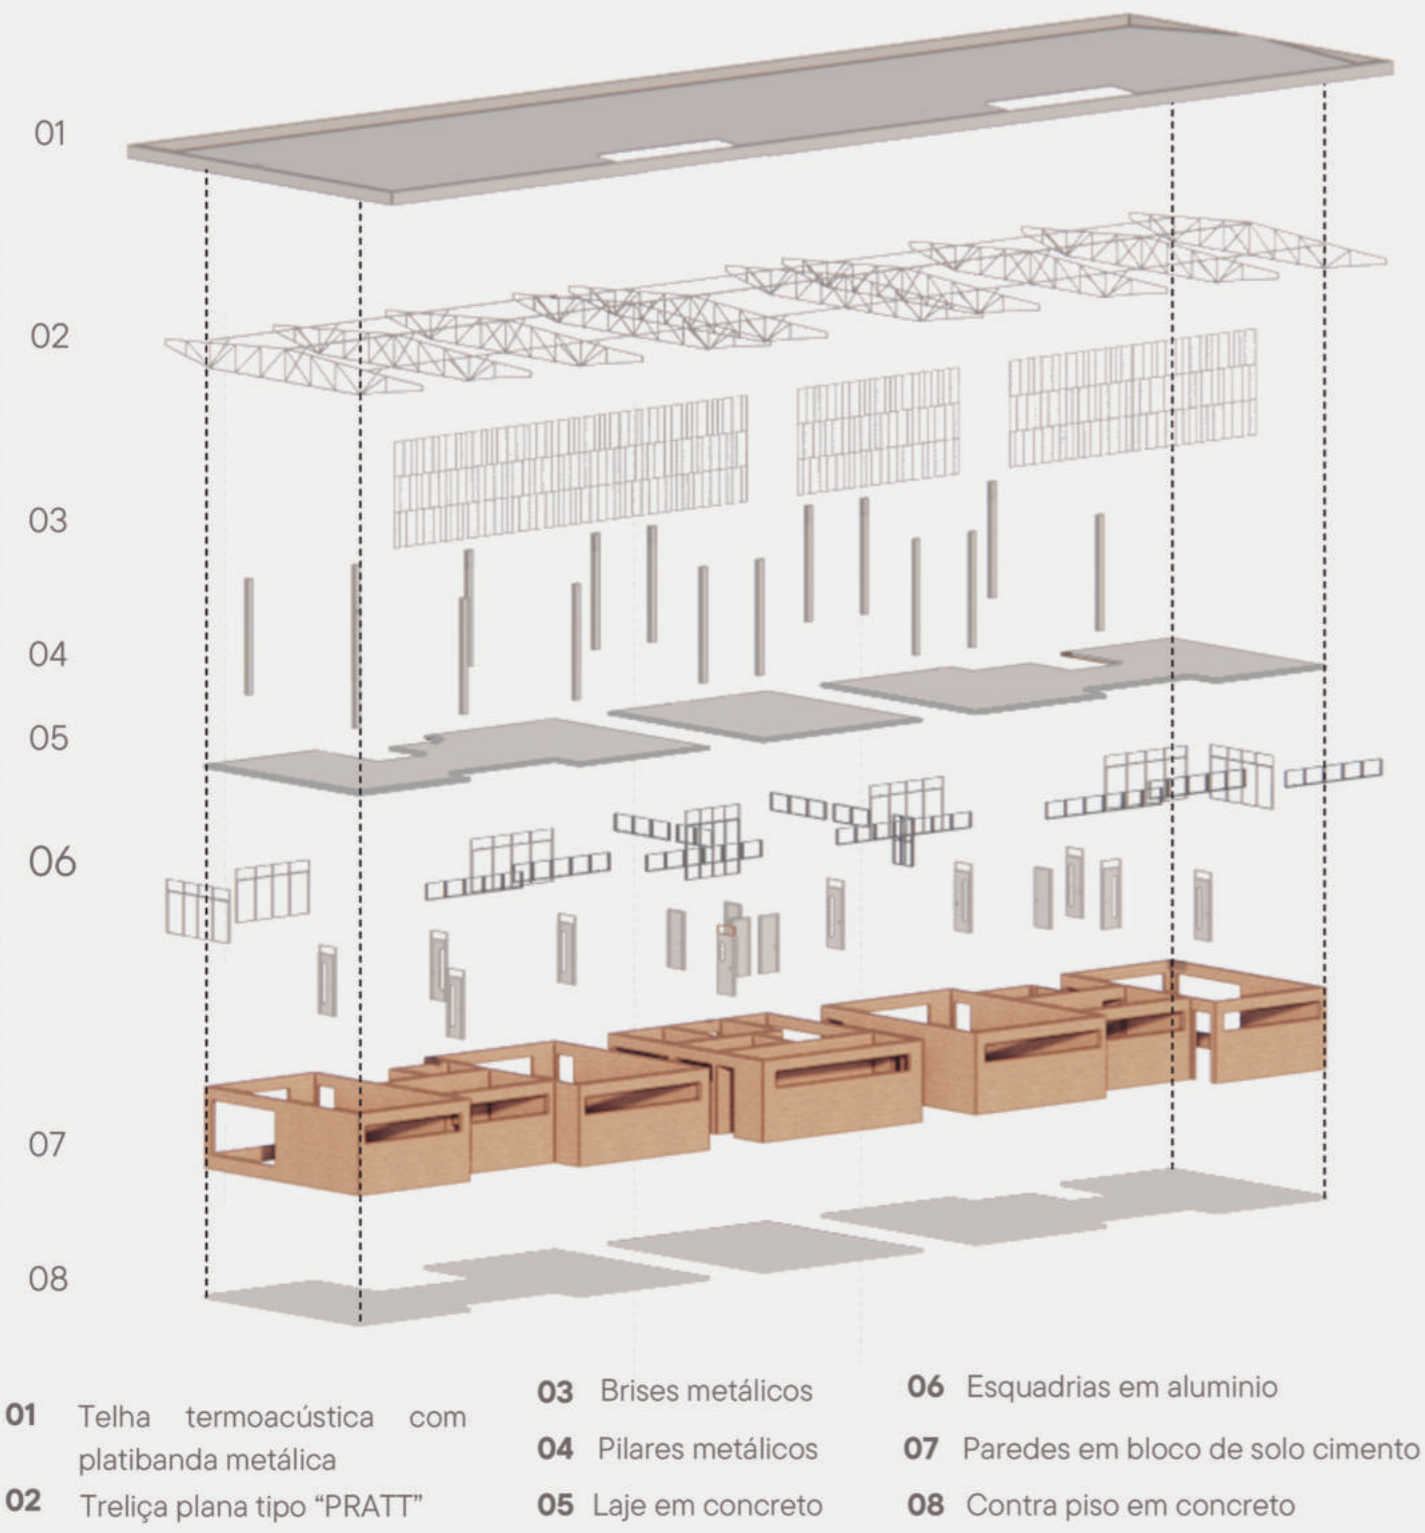 01
02
03
04
05
06
07
08
01 Telha termoacústica com
platibanda metálica
02 Treliça plana tipo “PRATT”
03 Brises metálicos
04 Pilares metálicos
05 Laje em concreto
06 Esquadrias em aluminio
07 Paredes em bloco de solo cimento
08 Contra piso em concreto